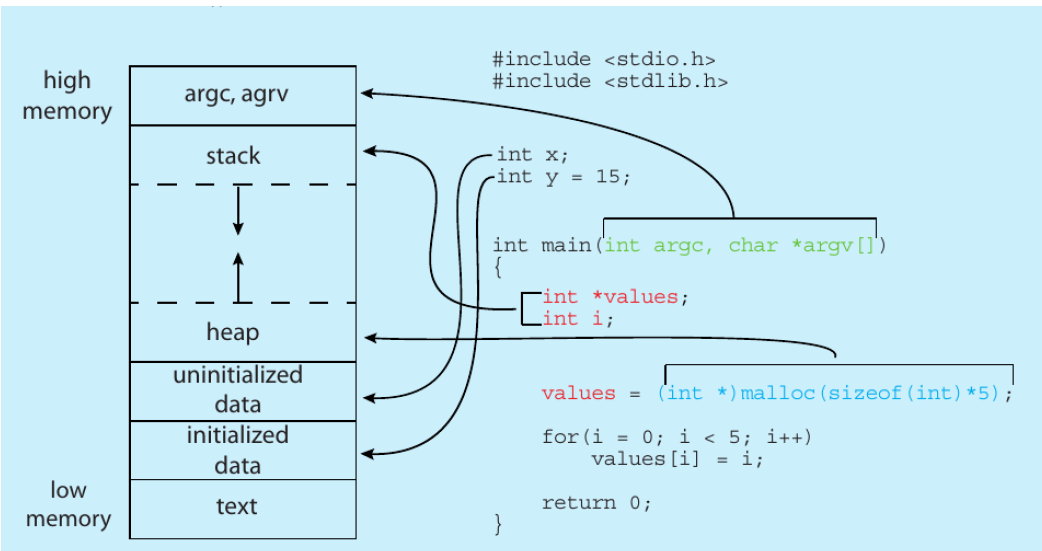 high
memory
argc, agrv
stack
heap
uninitialized
data
initialized
data
low
memory
text
#include <stdio.h>
#include <stdlib.h>
int x;
int y = 15;
int main(int argc, char *argv[])
{
int *values;
int i;
values = (int *)malloc(sizeof(int)*5);
for(i = 0; i < 5; i++)
values[i] = i;
return 0;
}